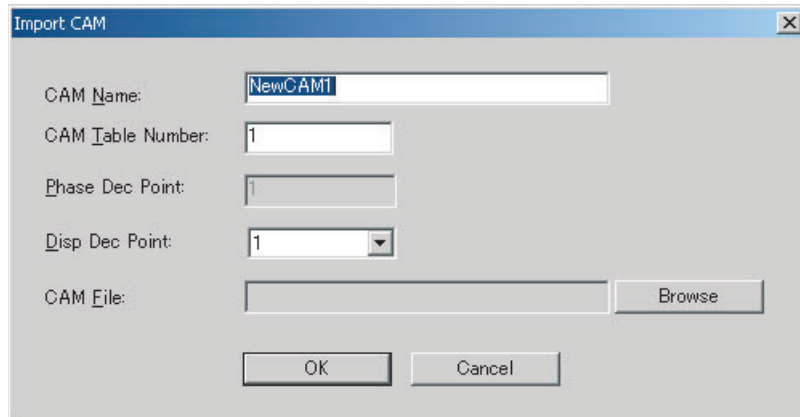 Import CAM
CAM Name: NewCAM1
CAM Table Number: 1
Phase Dec Point: 1
Disp Dec Point: 1
CAM File: Browse
OK Cancel